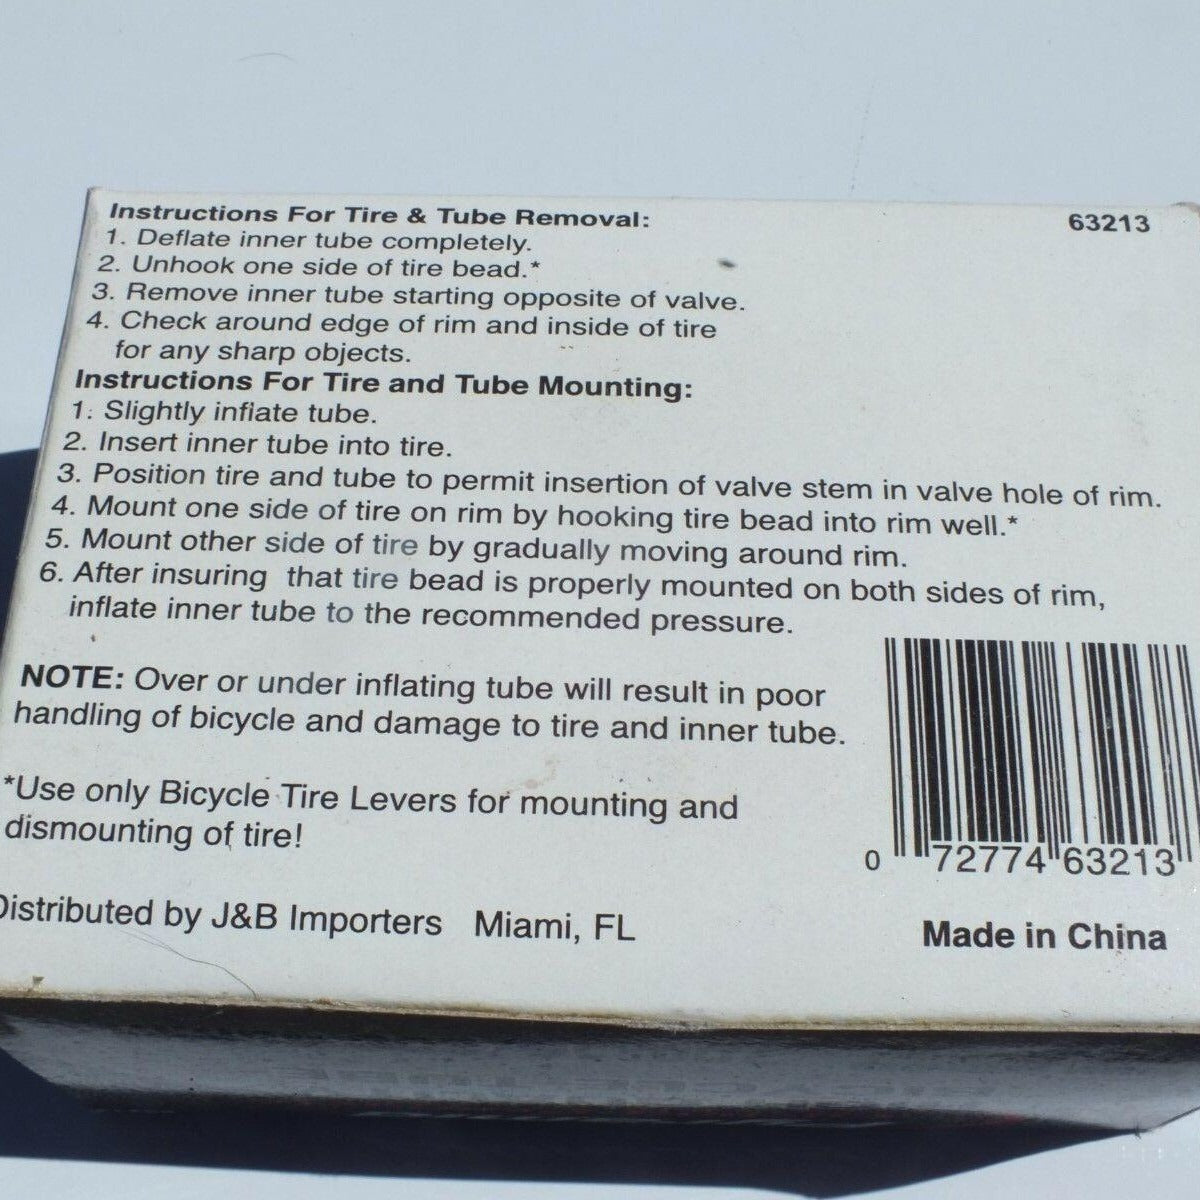 Instructions For Tire & Tube Removal:
63213
1. Deflate inner tube completely.
2. Unhook one side of tire bead.*
3. Remove inner tube starting opposite of valve.
4. Check around edge of rim and inside of tire
for any sharp objects.
Instructions For Tire and Tube Mounting:
1. Slightly inflate tube.
2. Insert inner tube into tire.
3. Position tire and tube to permit insertion of valve stem in valve hole of rim.
4. Mount one side of tire on rim by hooking tire bead into rim well.*
5. Mount other side of tire by gradually moving around rim.
6. After insuring that tire bead is properly mounted on both sides of rim,
inflate inner tube to the recommended pressure.
NOTE: Over or under inflating tube will result in poor
handling of bicycle and damage to tire and inner tube.
*Use only Bicycle Tire Levers for mounting and
dismounting of tire!
0 72774 63213
Distributed by J&B Importers Miami, FL
Made in China